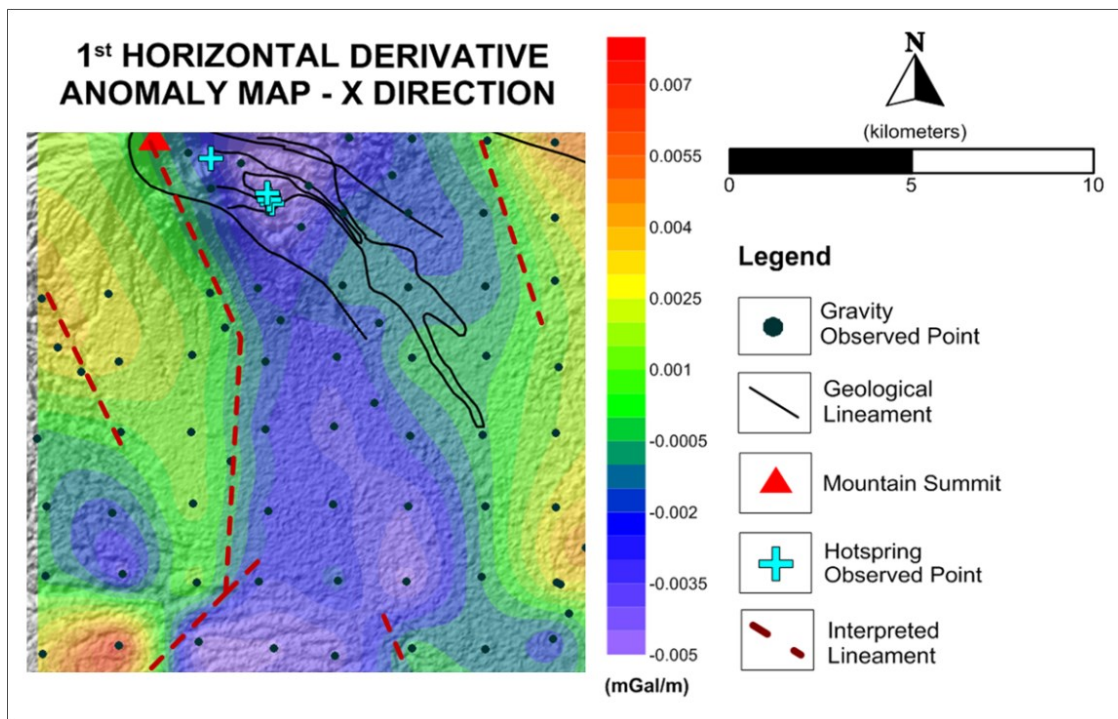 1st HORIZONTAL DERIVATIVE
ANOMALY MAP - X DIRECTION
0.007
0.0055
0.004
0.0025
0.001
-0.0005
-0.002
-0.0035
-0.005
(mGal/m)
N
(kilometers)
0 5 10
Legend
Gravity
Observed Point
Geological
Lineament
Mountain Summit
Hotspring
Observed Point
Interpreted
Lineament